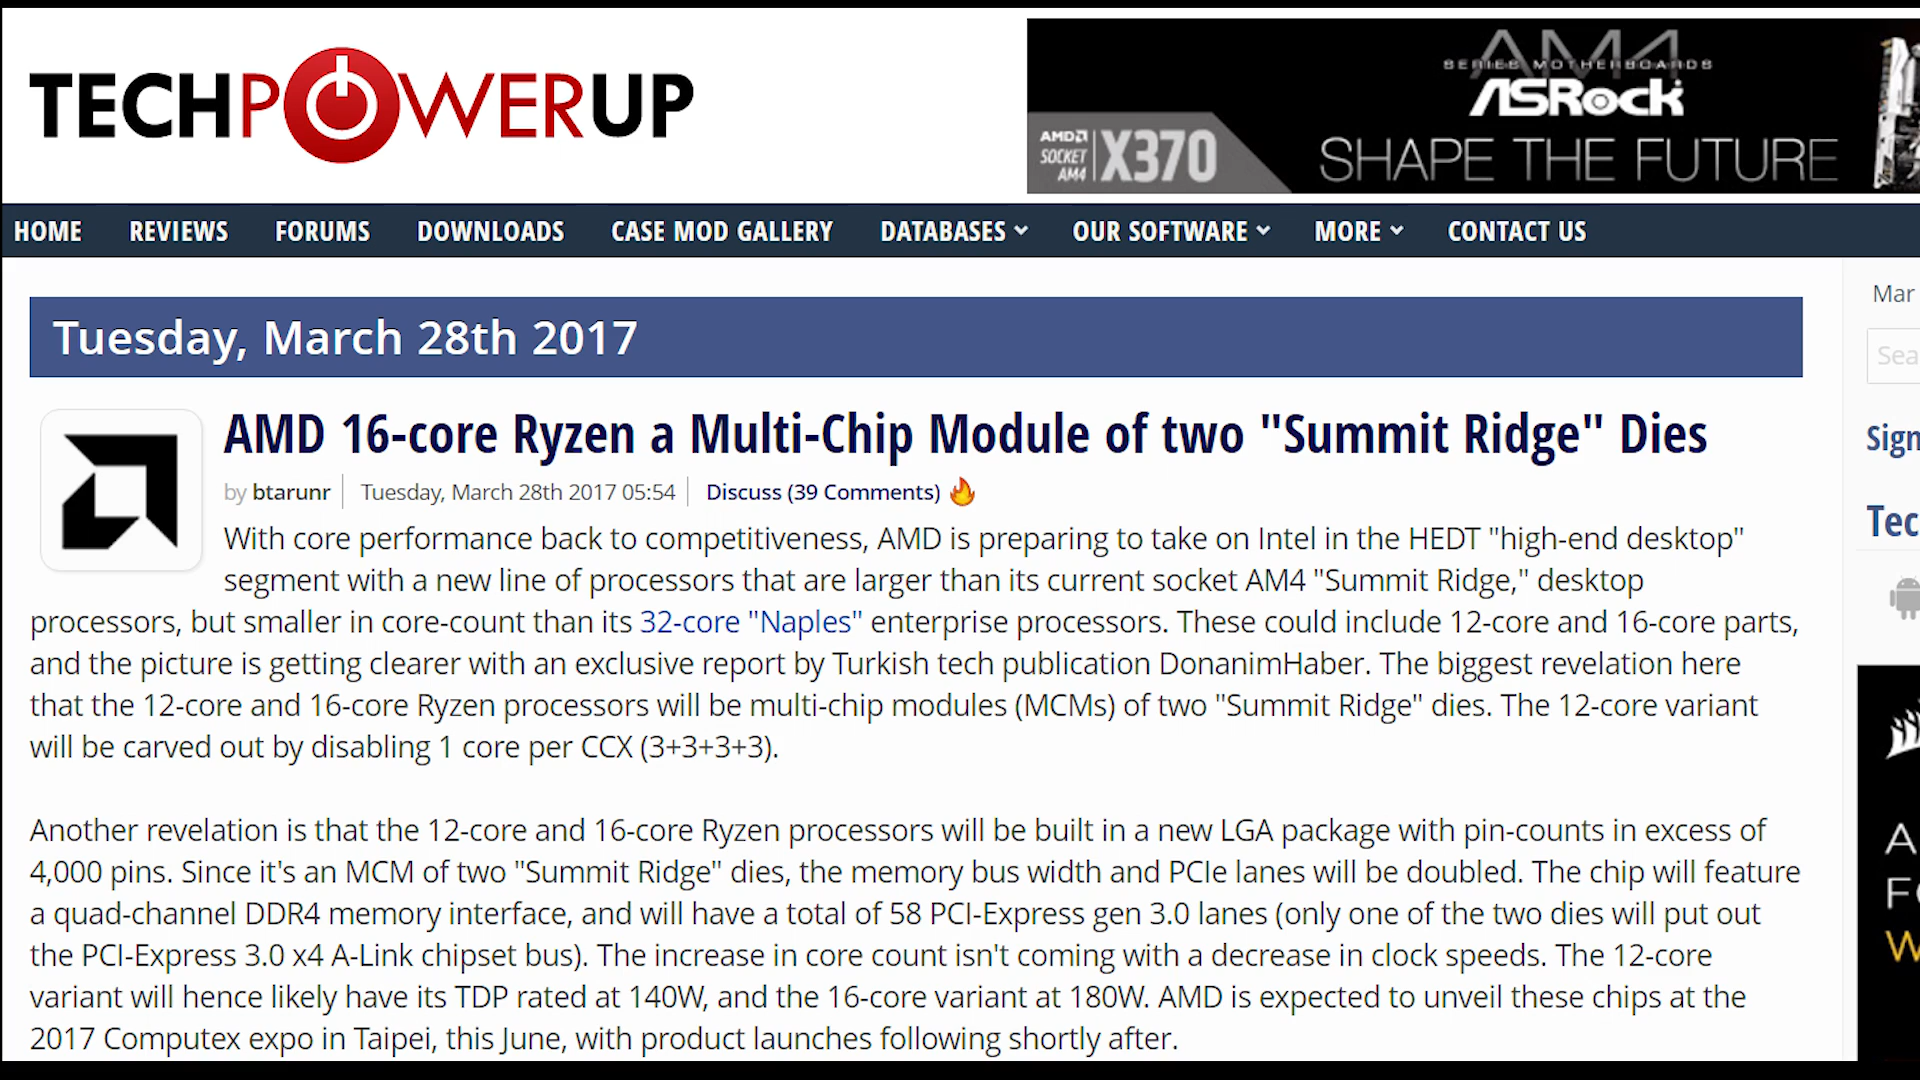 TECHPOWERUP
AM4
SERIES MOTHERBOARDS
ASRock
AMD
SOCKET
AM4
X370
SHAPE THE FUTURE
HOME REVIEWS FORUMS DOWNLOADS CASE MOD GALLERY DATABASES OUR SOFTWARE MORE CONTACT US
Mar
Tuesday, March 28th 2017
Sea
AMD 16-core Ryzen a Multi-Chip Module of two "Summit Ridge" Dies
Sign
by btarunr Tuesday, March 28th 2017 05:54 Discuss (39 Comments)
Tec
With core performance back to competitiveness, AMD is preparing to take on Intel in the HEDT "high-end desktop"
segment with a new line of processors that are larger than its current socket AM4 "Summit Ridge," desktop
processors, but smaller in core-count than its 32-core "Naples" enterprise processors. These could include 12-core and 16-core parts,
and the picture is getting clearer with an exclusive report by Turkish tech publication DonanimHaber. The biggest revelation here
that the 12-core and 16-core Ryzen processors will be multi-chip modules (MCMs) of two "Summit Ridge" dies. The 12-core variant
will be carved out by disabling 1 core per CCX (3+3+3+3).
Another revelation is that the 12-core and 16-core Ryzen processors will be built in a new LGA package with pin-counts in excess of
4,000 pins. Since it's an MCM of two "Summit Ridge" dies, the memory bus width and PCIe lanes will be doubled. The chip will feature
a quad-channel DDR4 memory interface, and will have a total of 58 PCI-Express gen 3.0 lanes (only one of the two dies will put out
the PCI-Express 3.0 x4 A-Link chipset bus). The increase in core count isn't coming with a decrease in clock speeds. The 12-core
variant will hence likely have its TDP rated at 140W, and the 16-core variant at 180W. AMD is expected to unveil these chips at the
2017 Computex expo in Taipei, this June, with product launches following shortly after.
A
F
W